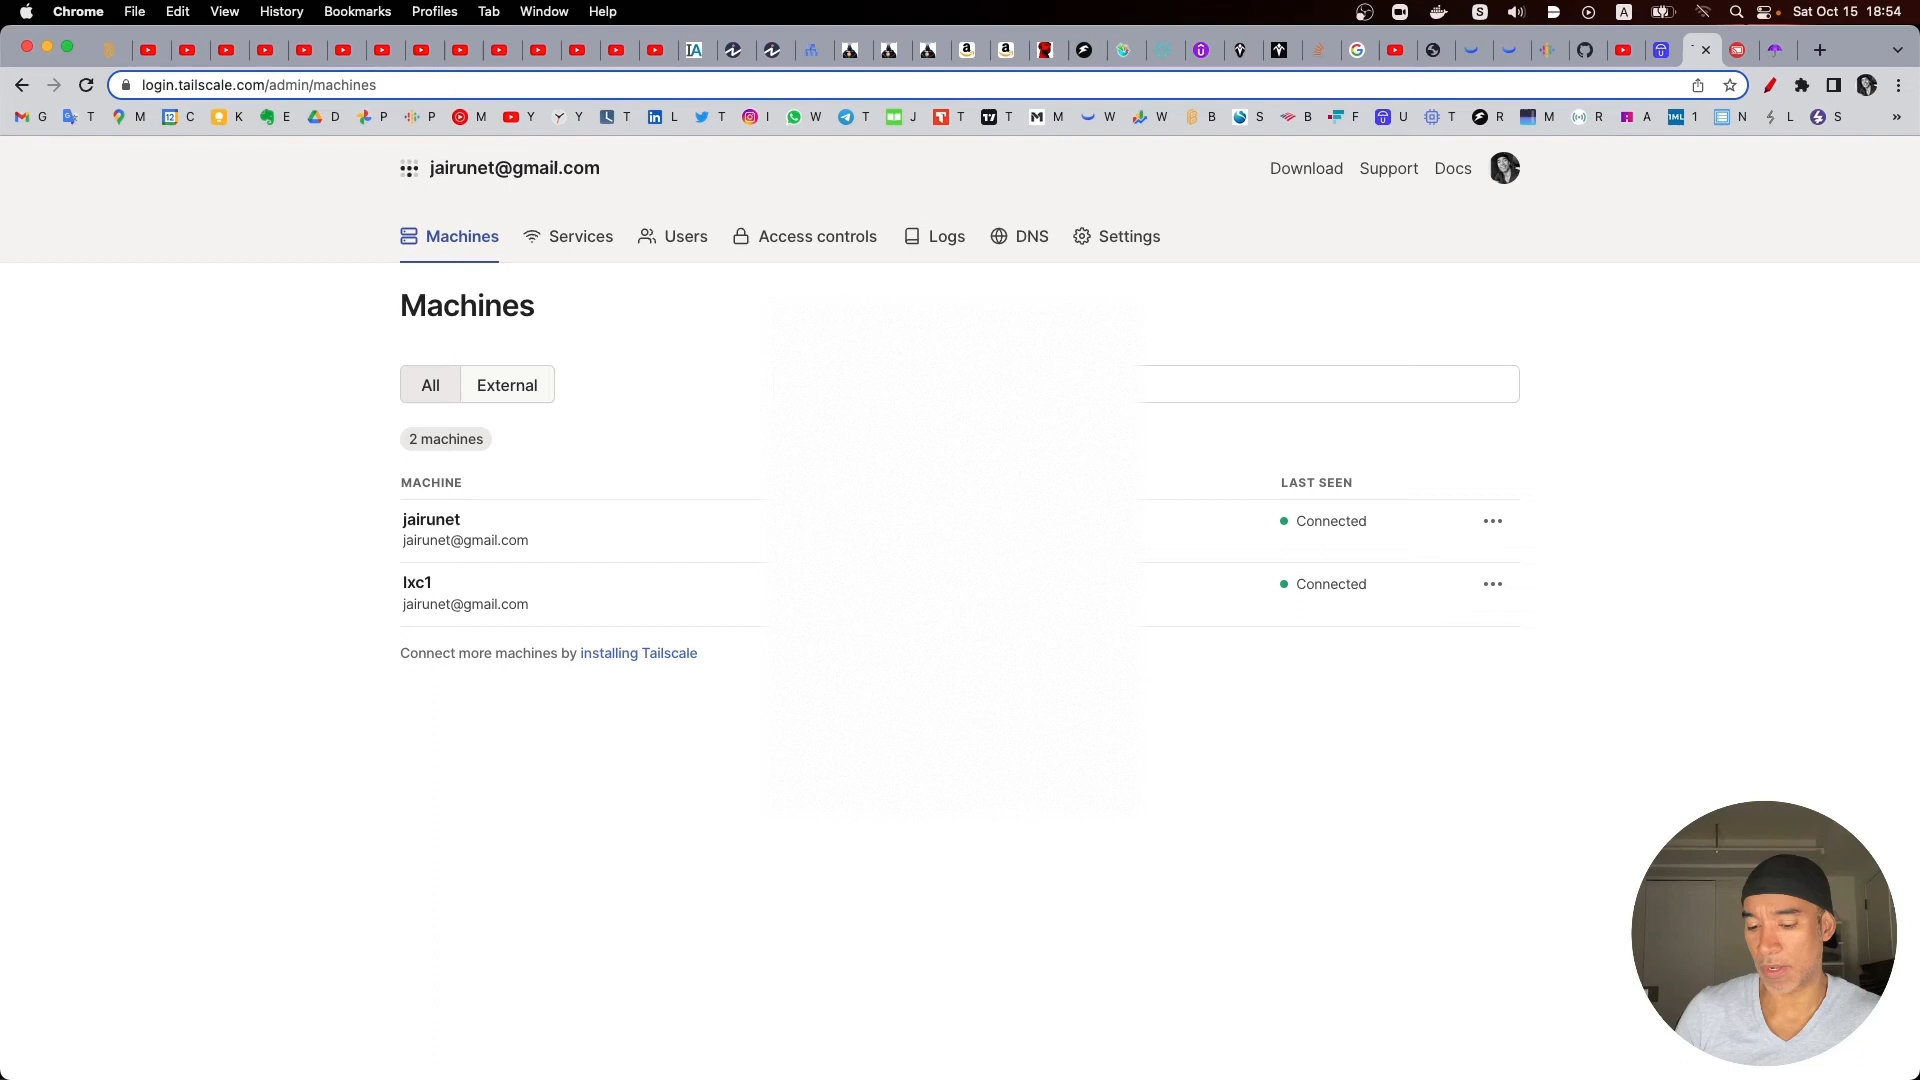 Chrome File Edit View History Bookmarks Profiles Tab Window Help Sat Oct 15 18:54
login.tailscale.com/admin/machines
G T M C K E D P P M Y Y T L T I W T J T T M W W B S B F U T R M R A 1 N L S
jairunet@gmail.com
Download Support Docs
Machines Services Users Access controls Logs DNS Settings
Machines
All External
2 machines
MACHINE LAST SEEN
jairunet
jairunet@gmail.com
Connected
lxc1
jairunet@gmail.com
Connected
Connect more machines by installing Tailscale